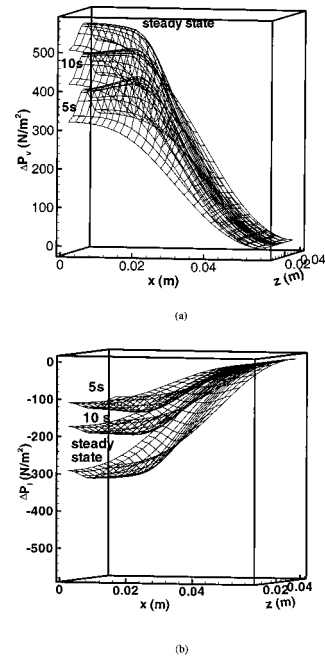 steady state
500
10s
400
5s
300
200
100
0
ΔPv (N/m²)
0
0.02
0.04
0.02
0.04
x (m)
z (m)
(a)
0
5s
-100
10 s
-200
steady
state
-300
-400
-500
ΔPl (N/m²)
0
0.02
0.04
0.02
0.04
x (m)
z (m)
(b)